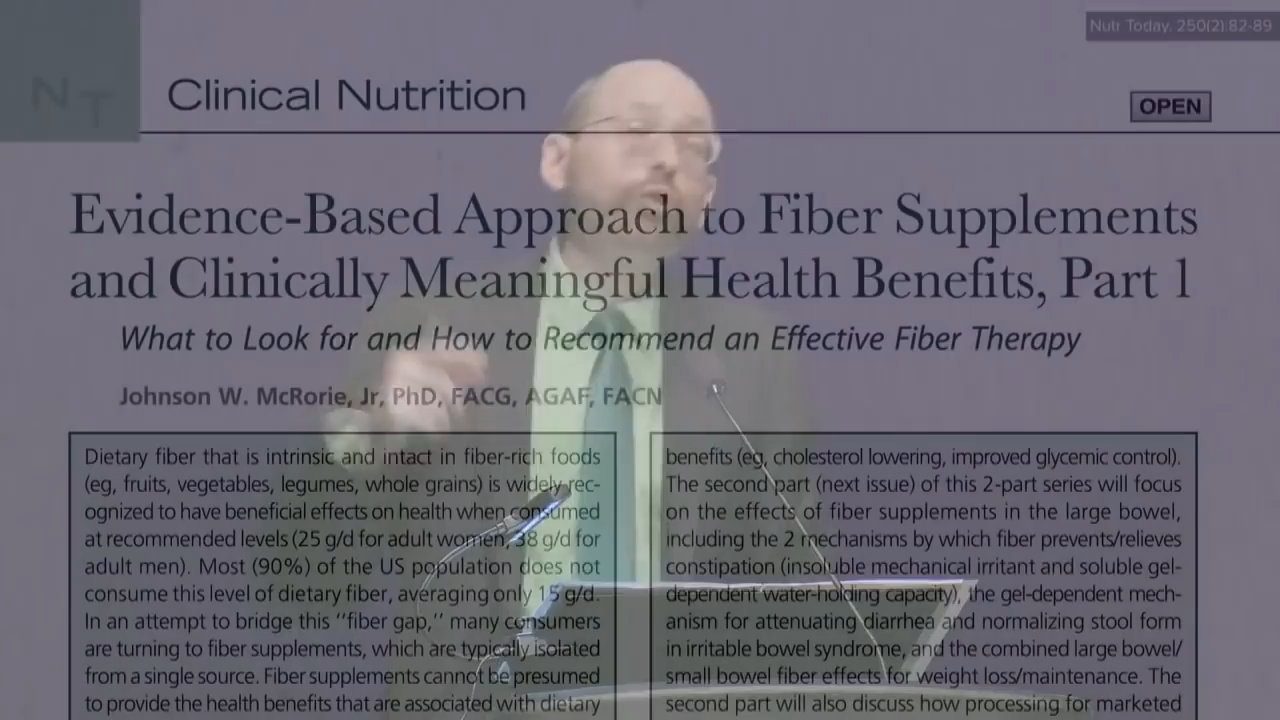 Nutr Today. 250(2):82-89
NT
Clinical Nutrition
OPEN
Evidence-Based Approach to Fiber Supplements
and Clinically Meaningful Health Benefits, Part 1
What to Look for and How to Recommend an Effective Fiber Therapy
Johnson W. McRorie, Jr, PhD, FACG, AGAF, FACN
Dietary fiber that is intrinsic and intact in fiber-rich foods
(eg, fruits, vegetables, legumes, whole grains) is widely rec-
ognized to have beneficial effects on health when consumed
at recommended levels (25 g/d for adult women, 38 g/d for
adult men). Most (90%) of the US population does not
consume this level of dietary fiber, averaging only 15 g/d.
In an attempt to bridge this ‘‘fiber gap,’’ many consumers
are turning to fiber supplements, which are typically isolated
from a single source. Fiber supplements cannot be presumed
to provide the health benefits that are associated with dietary
benefits (eg, cholesterol lowering, improved glycemic control).
The second part (next issue) of this 2-part series will focus
on the effects of fiber supplements in the large bowel,
including the 2 mechanisms by which fiber prevents/relieves
constipation (insoluble mechanical irritant and soluble gel-
dependent water-holding capacity), the gel-dependent mech-
anism for attenuating diarrhea and normalizing stool form
in irritable bowel syndrome, and the combined large bowel/
small bowel fiber effects for weight loss/maintenance. The
second part will also discuss how processing for marketed